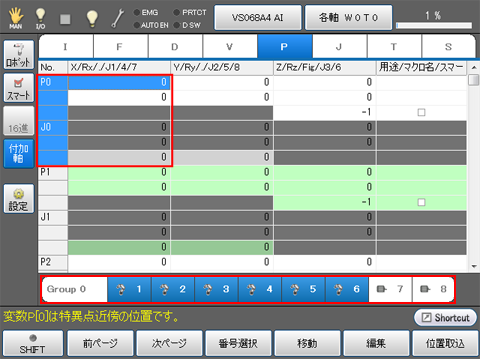 MAN I/O EMG PRTCT AUTO EN D SW VS068A4 AI 各軸 W0T0 1 %
I F D V P J T S
ロボット
スマート
16進
付加軸
設定
No. X/Rx/./J1/4/7 Y/Ry/./J2/5/8 Z/Rz/Fig/J3/6 用途/マクロ名/スマー
P0 0 0 0
0 0 0
-1
J0 0 0 0
0 0 0
0 0
P1 0 0 0
0 0 0
-1
J1 0 0 0
0 0 0
0 0
P2 0 0 0
Group 0 1 2 3 4 5 6 7 8
変数P[0]は特異点近傍の位置です。 Shortcut
SHIFT 前ページ 次ページ 番号選択 移動 編集 位置取込